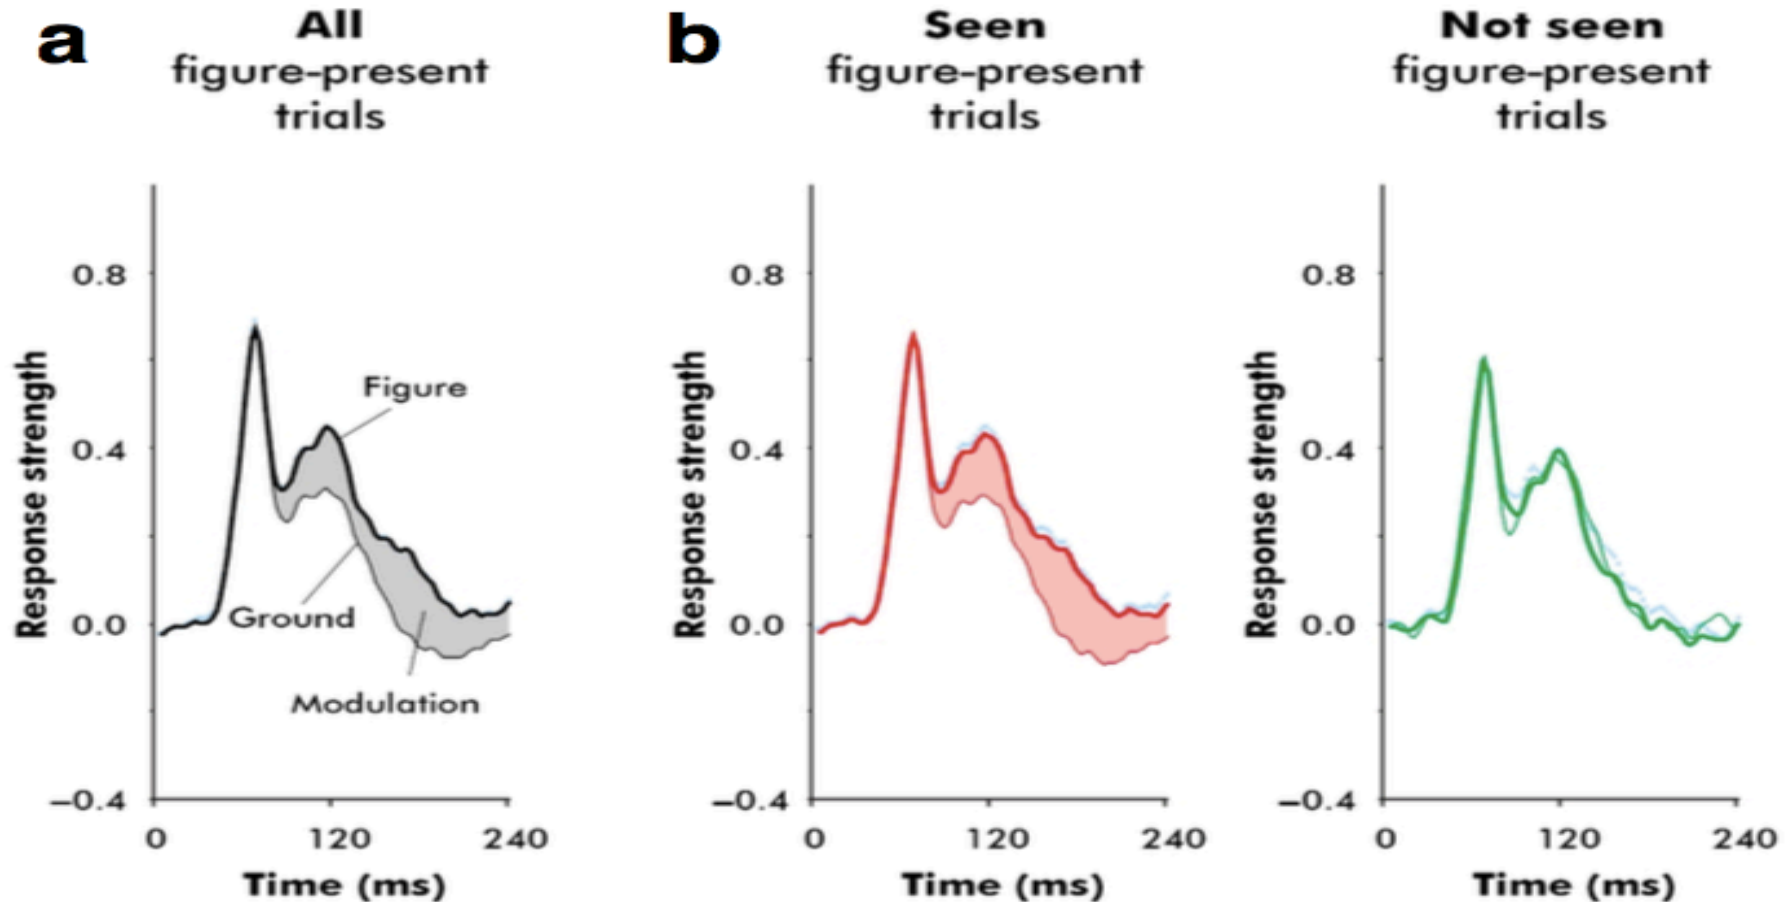 a
All
figure-present
trials
Response strength
0.8
0.4
0.0
−0.4
Figure
Ground
Modulation
0 120 240
Time (ms)
b
Seen
figure-present
trials
Response strength
0.8
0.4
0.0
−0.4
0 120 240
Time (ms)
Not seen
figure-present
trials
Response strength
0.8
0.4
0.0
−0.4
0 120 240
Time (ms)